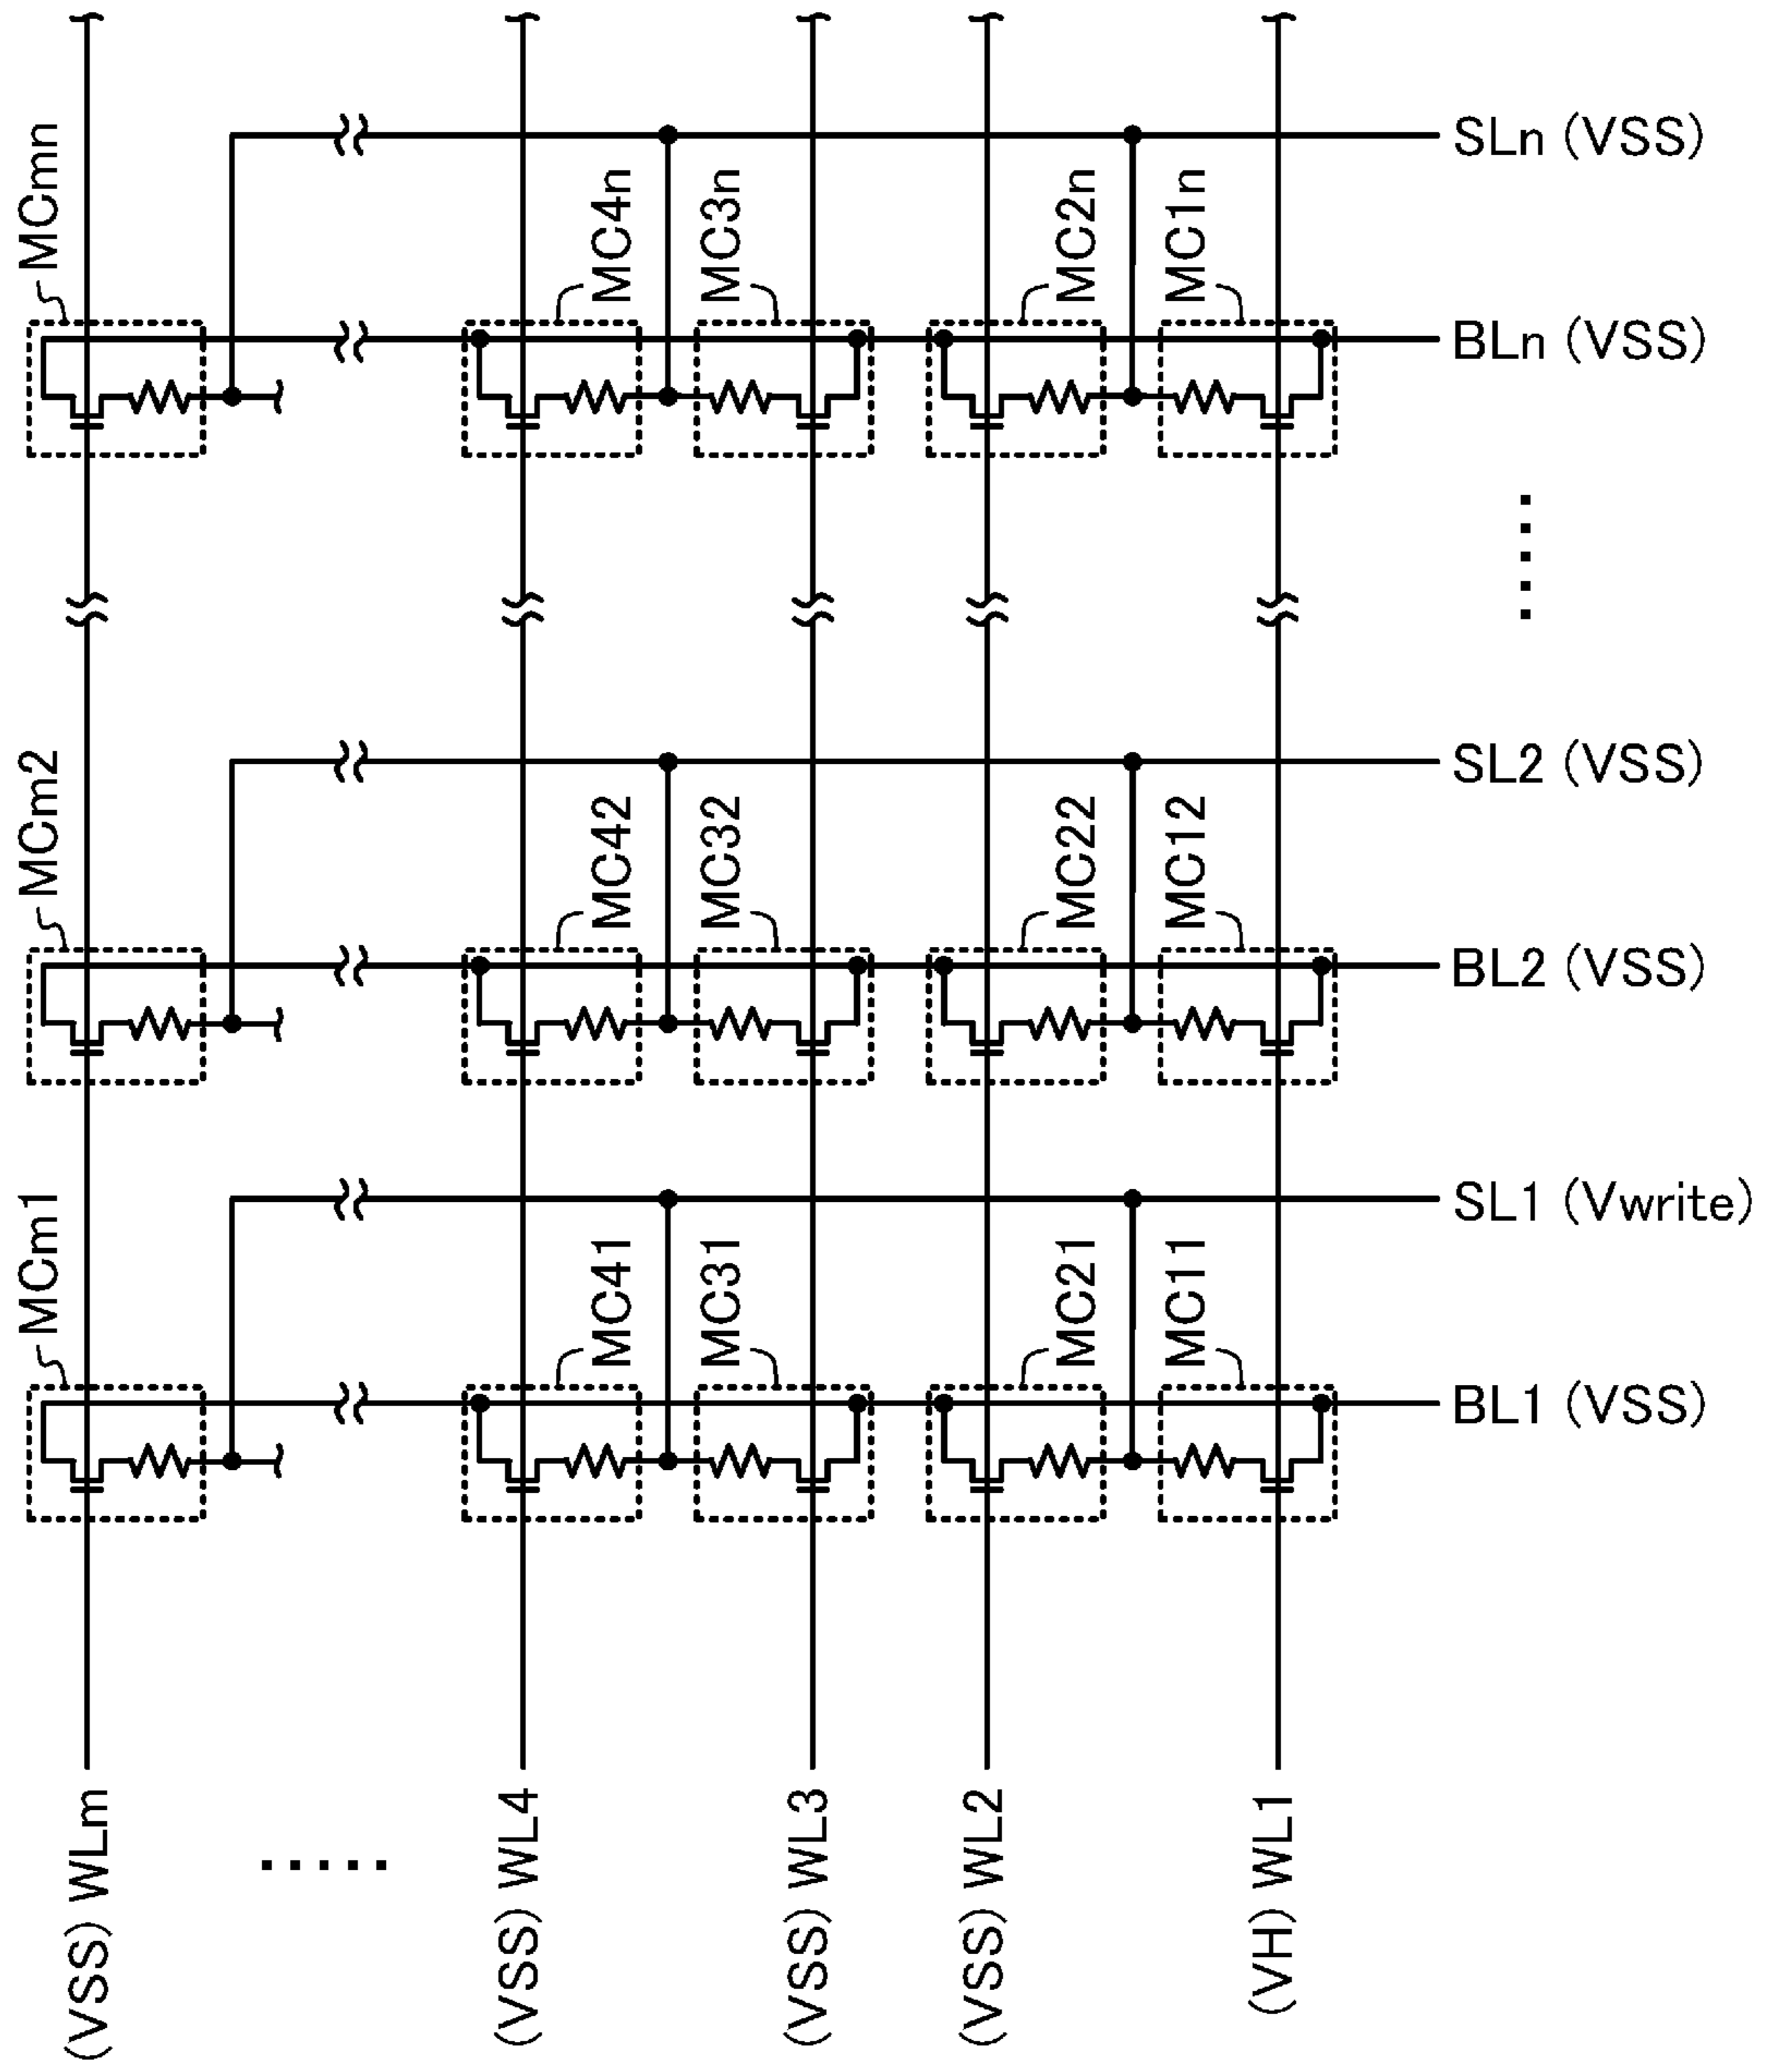 SLn (VSS)
MCmn
MC4n
MC3n
MC2n
MC1n
BLn (VSS)
SL2 (VSS)
MCm2
MC42
MC32
MC22
MC12
BL2 (VSS)
SL1 (Vwrite)
MCm1
MC41
MC31
MC21
MC11
BL1 (VSS)
(VSS) WLm
(VSS) WL4
(VSS) WL3
(VSS) WL2
(VH) WL1